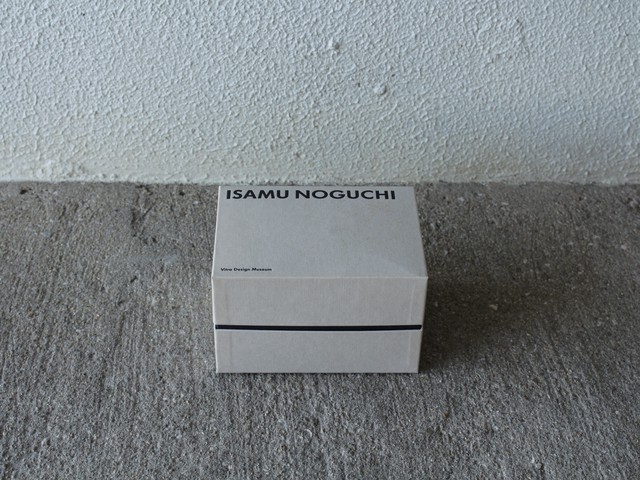 ISAMU NOGUCHI
Vitra Design Museum